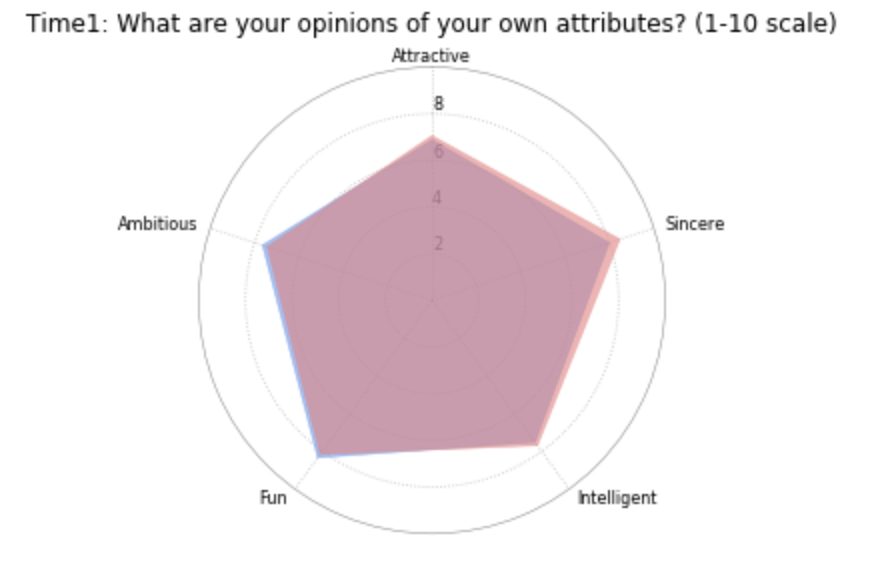 Time1: What are your opinions of your own attributes? (1-10 scale)
Attractive
8
6
4
2
Ambitious
Sincere
Fun
Intelligent